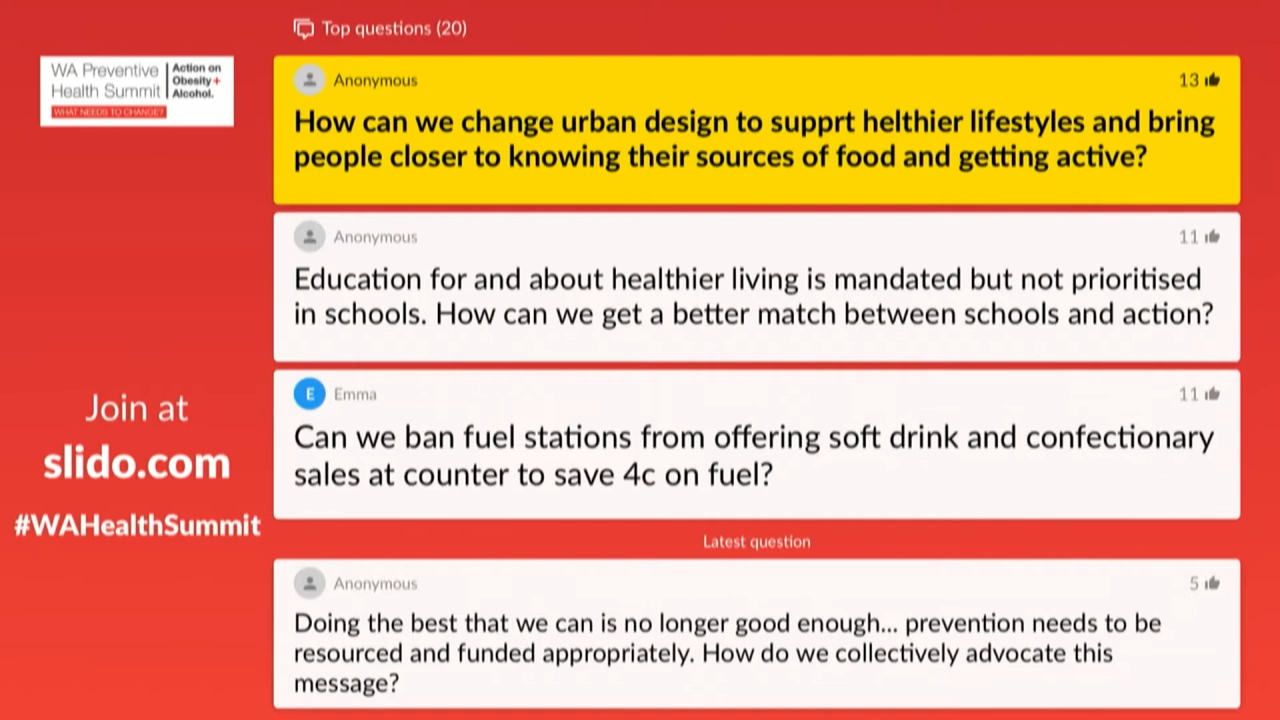 Top questions (20)
WA Preventive
Health Summit
Action on
Obesity+
Alcohol.
WHAT NEEDS TO CHANGE?
Anonymous
13
How can we change urban design to supprt helthier lifestyles and bring
people closer to knowing their sources of food and getting active?
Anonymous
11
Education for and about healthier living is mandated but not prioritised
in schools. How can we get a better match between schools and action?
E
Emma
11
Can we ban fuel stations from offering soft drink and confectionary
sales at counter to save 4c on fuel?
Join at
slido.com
#WAHealthSummit
Latest question
Anonymous
5
Doing the best that we can is no longer good enough... prevention needs to be
resourced and funded appropriately. How do we collectively advocate this
message?